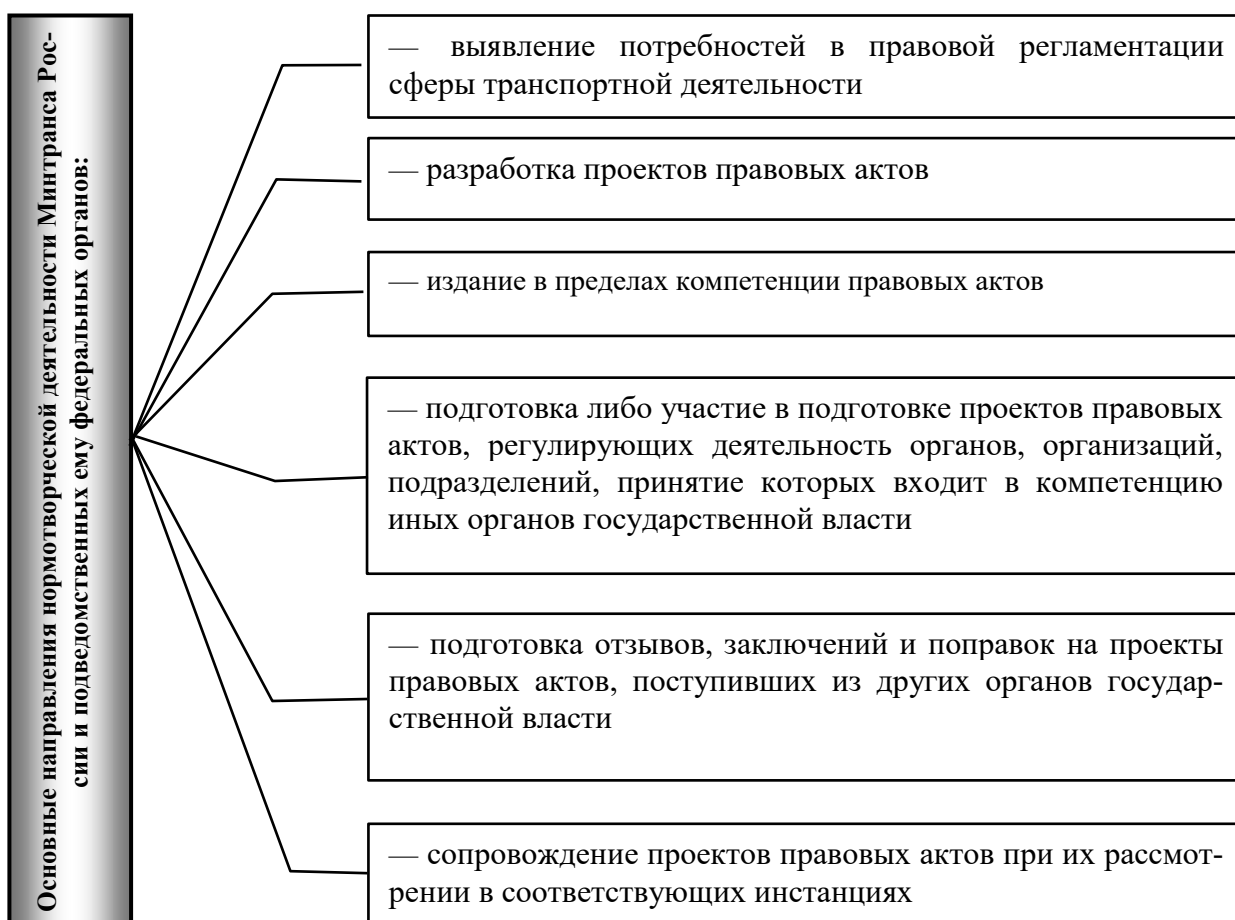 Основные направления нормотворческой деятельности Минтранса Рос-
сии и подведомственных ему федеральных органов:
— выявление потребностей в правовой регламентации
сферы транспортной деятельности
— разработка проектов правовых актов
— издание в пределах компетенции правовых актов
— подготовка либо участие в подготовке проектов правовых
актов, регулирующих деятельность органов, организаций,
подразделений, принятие которых входит в компетенцию
иных органов государственной власти
— подготовка отзывов, заключений и поправок на проекты
правовых актов, поступивших из других органов государ-
ственной власти
— сопровождение проектов правовых актов при их рассмот-
рении в соответствующих инстанциях